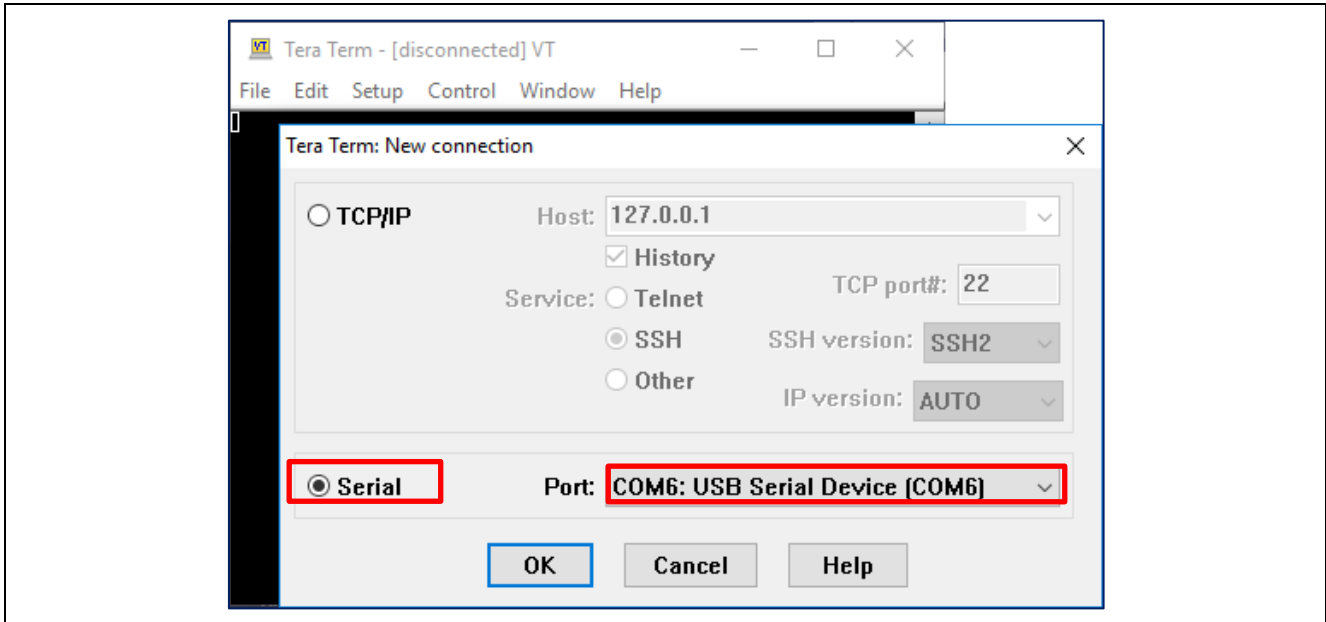 VT Tera Term - [disconnected] VT
File Edit Setup Control Window Help
Tera Term: New connection
TCP/IP Host: 127.0.0.1
History
Service: Telnet TCP port#: 22
SSH SSH version: SSH2
Other IP version: AUTO
Serial Port: COM6: USB Serial Device (COM6)
OK Cancel Help